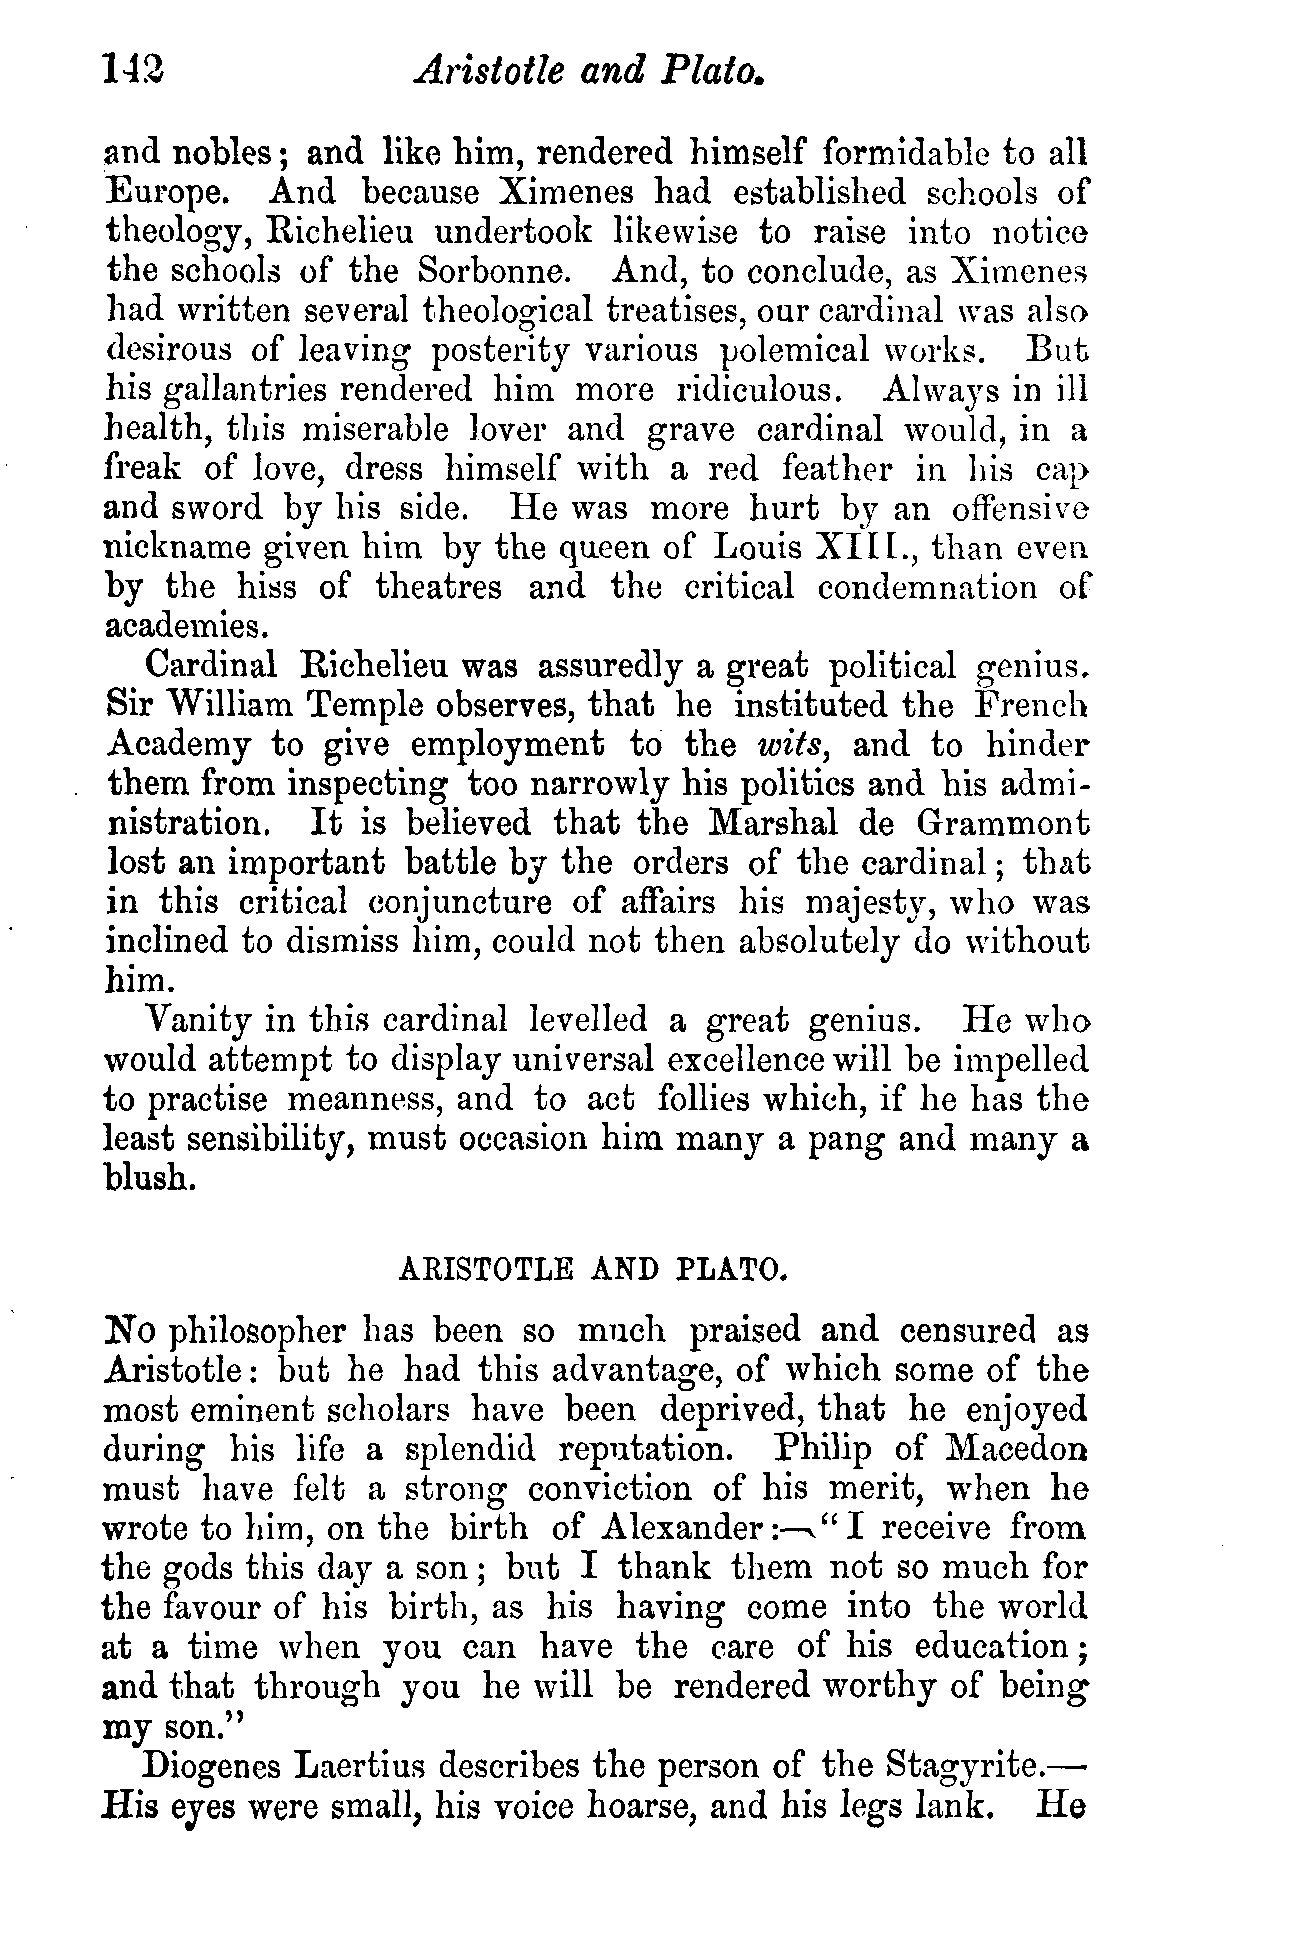 142 Aristotle and Plato.
and nobles; and like him, rendered himself formidable to all
Europe. And because Ximenes had established schools of
theology, Richelieu undertook likewise to raise into notice
the schools of the Sorbonne. And, to conclude, as Ximenes
had written several theological treatises, our cardinal was also
desirous of leaving posterity various polemical works. But
his gallantries rendered him more ridiculous. Always in ill
health, this miserable lover and grave cardinal would, in a
freak of love, dress himself with a red feather in his cap
and sword by his side. He was more hurt by an offensive
nickname given him by the queen of Louis XIII., than even
by the hiss of theatres and the critical condemnation of
academies.
Cardinal Richelieu was assuredly a great political genius.
Sir William Temple observes, that he instituted the French
Academy to give employment to the wits, and to hinder
them from inspecting too narrowly his politics and his admi-
nistration. It is believed that the Marshal de Grammont
lost an important battle by the orders of the cardinal; that
in this critical conjuncture of affairs his majesty, who was
inclined to dismiss him, could not then absolutely do without
him.
Vanity in this cardinal levelled a great genius. He who
would attempt to display universal excellence will be impelled
to practise meanness, and to act follies which, if he has the
least sensibility, must occasion him many a pang and many a
blush.
ARISTOTLE AND PLATO.
No philosopher has been so much praised and censured as
Aristotle: but he had this advantage, of which some of the
most eminent scholars have been deprived, that he enjoyed
during his life a splendid reputation. Philip of Macedon
must have felt a strong conviction of his merit, when he
wrote to him, on the birth of Alexander:—"I receive from
the gods this day a son; but I thank them not so much for
the favour of his birth, as his having come into the world
at a time when you can have the care of his education;
and that through you he will be rendered worthy of being
my son."
Diogenes Laertius describes the person of the Stagyrite.—
His eyes were small, his voice hoarse, and his legs lank. He